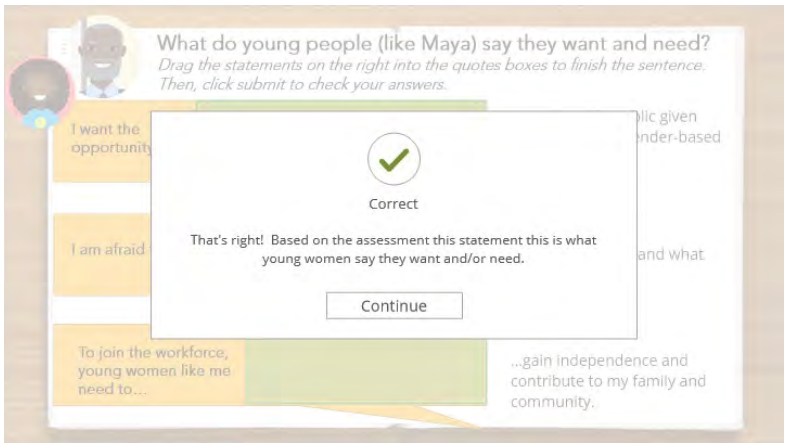 What do young people (like Maya) say they want and need?
Drag the statements on the right into the quotes boxes to finish the sentence.
Then, click submit to check your answers.
I want the
opportunity
given
gender-based
Correct
That's right! Based on the assessment this statement this is what
young women say they want and/or need.
Continue
I am afraid
and what
To join the workforce,
young women like me
need to...
...gain independence and
contribute to my family and
community.